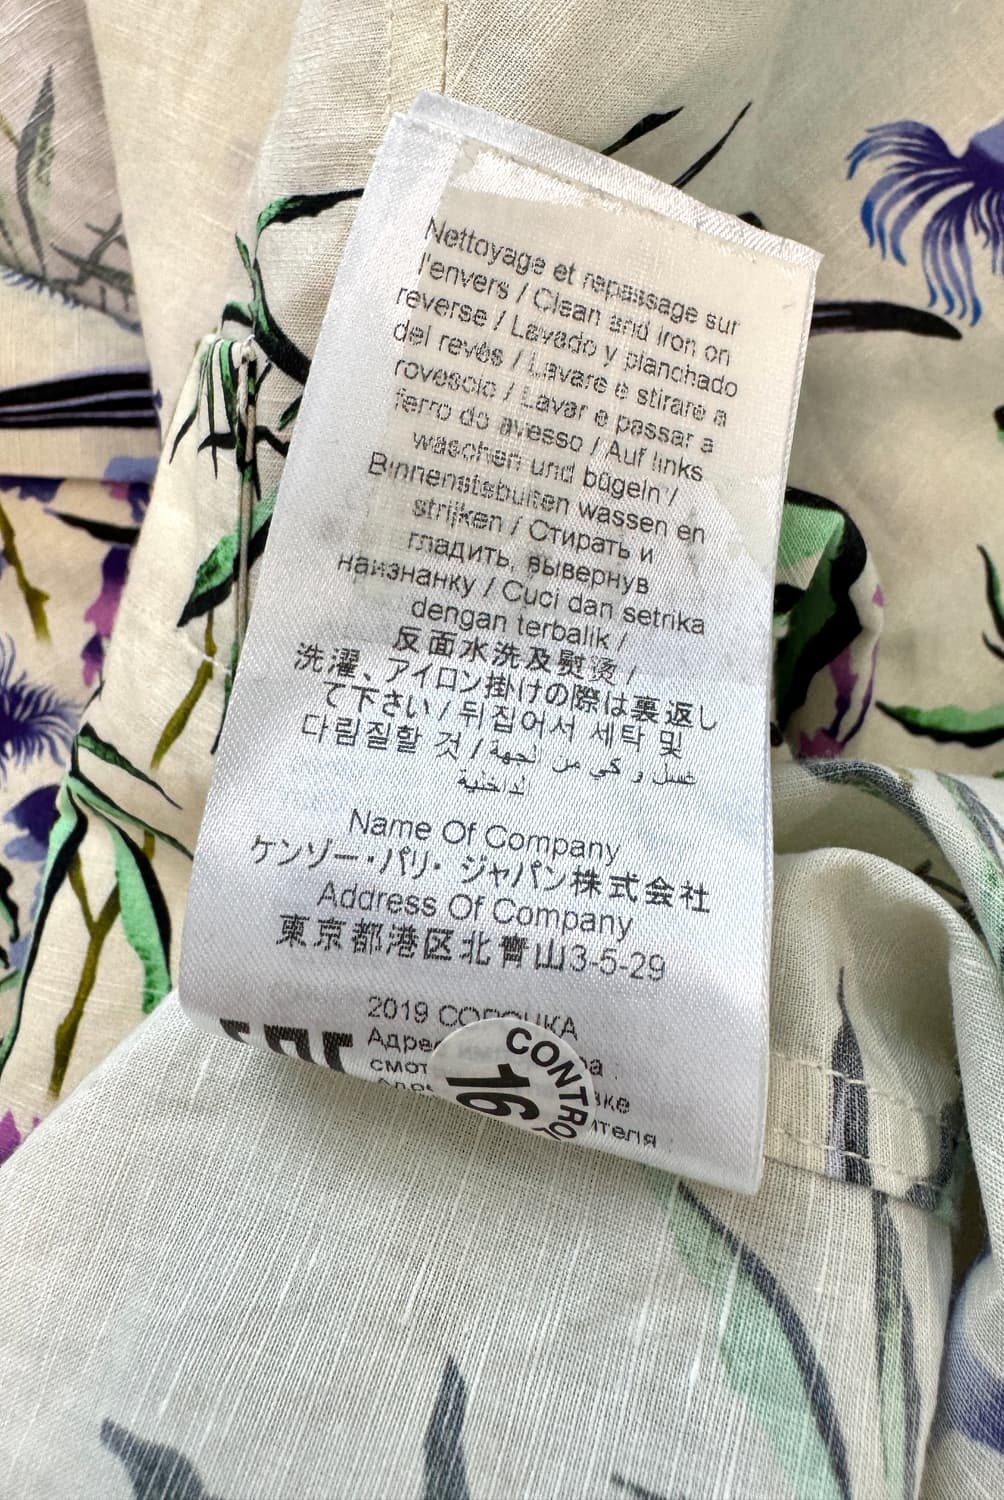 Nettoyage et repassage sur
l'envers / Clean and iron on
reverse / Lavado y planchado
del revés / Lavare e stirare a
rovescio / Lavar e passar a
ferro do avesso / Auf links
waschen und bügeln /
Binnenstebuiten wassen en
strijken / Стирать и
гладить, вывернув
наизнанку / Cuci dan setrika
dengan terbalik /
反面水洗及熨烫 /
洗濯、アイロン掛けの際は裏返し
て下さい / 뒤집어서 세탁 및
다림질할 것 / غسل و كي من الجهة
الداخلية
Name Of Company
ケンゾー・パリ・ジャパン株式会社
Address Of Company
東京都港区北青山3-5-29
2019
CONTRO
16